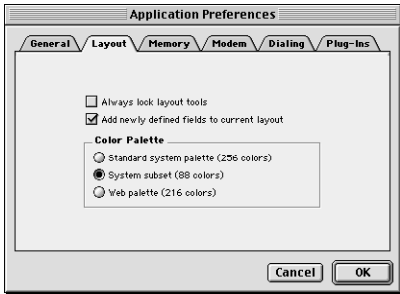 Application Preferences
General Layout Memory Modem Dialing Plug-Ins
Always lock layout tools
Add newly defined fields to current layout
Color Palette
Standard system palette (256 colors)
System subset (88 colors)
Web palette (216 colors)
Cancel OK